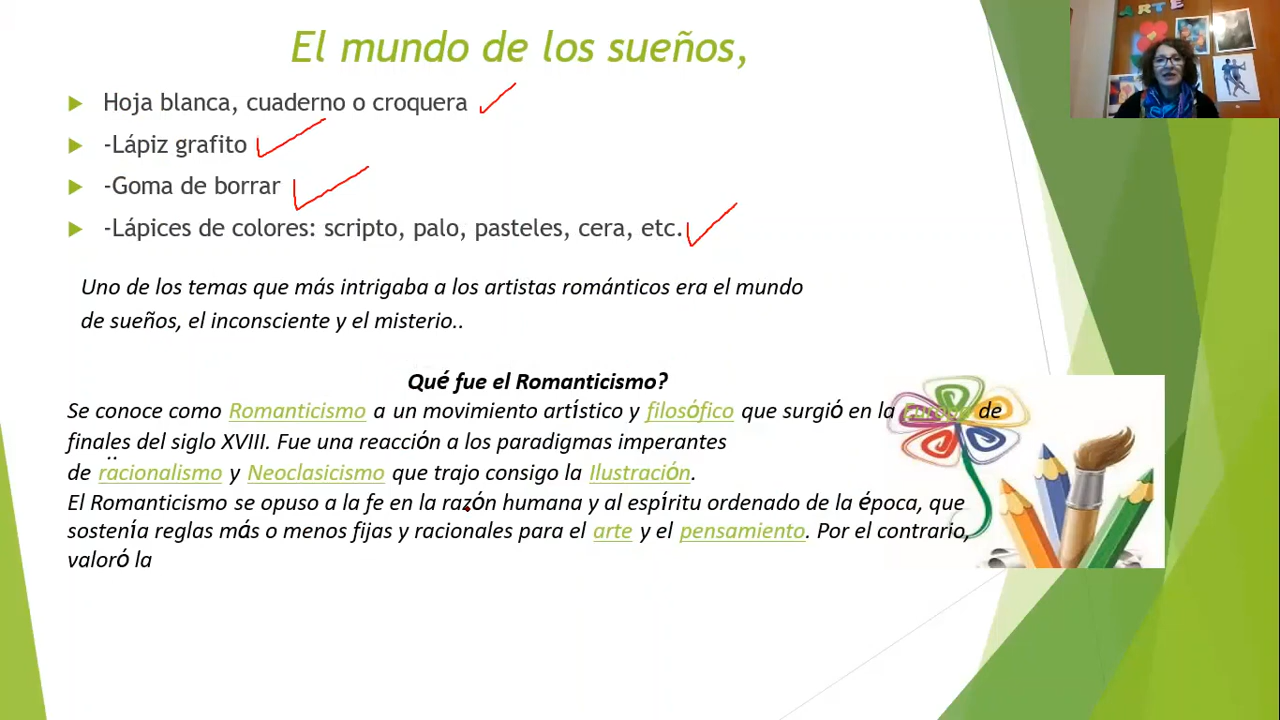 El mundo de los sueños,
Hoja blanca, cuaderno o croquera
-Lápiz grafito
-Goma de borrar
-Lápices de colores: scripto, palo, pasteles, cera, etc.
Uno de los temas que más intrigaba a los artistas románticos era el mundo
de sueños, el inconsciente y el misterio..
Qué fue el Romanticismo?
Se conoce como Romanticismo a un movimiento artístico y filosófico que surgió en la Europa de
finales del siglo XVIII. Fue una reacción a los paradigmas imperantes
de racionalismo y Neoclasicismo que trajo consigo la Ilustración.
El Romanticismo se opuso a la fe en la razón humana y al espíritu ordenado de la época, que
sostenía reglas más o menos fijas y racionales para el arte y el pensamiento. Por el contrario,
valoró la
ARTE